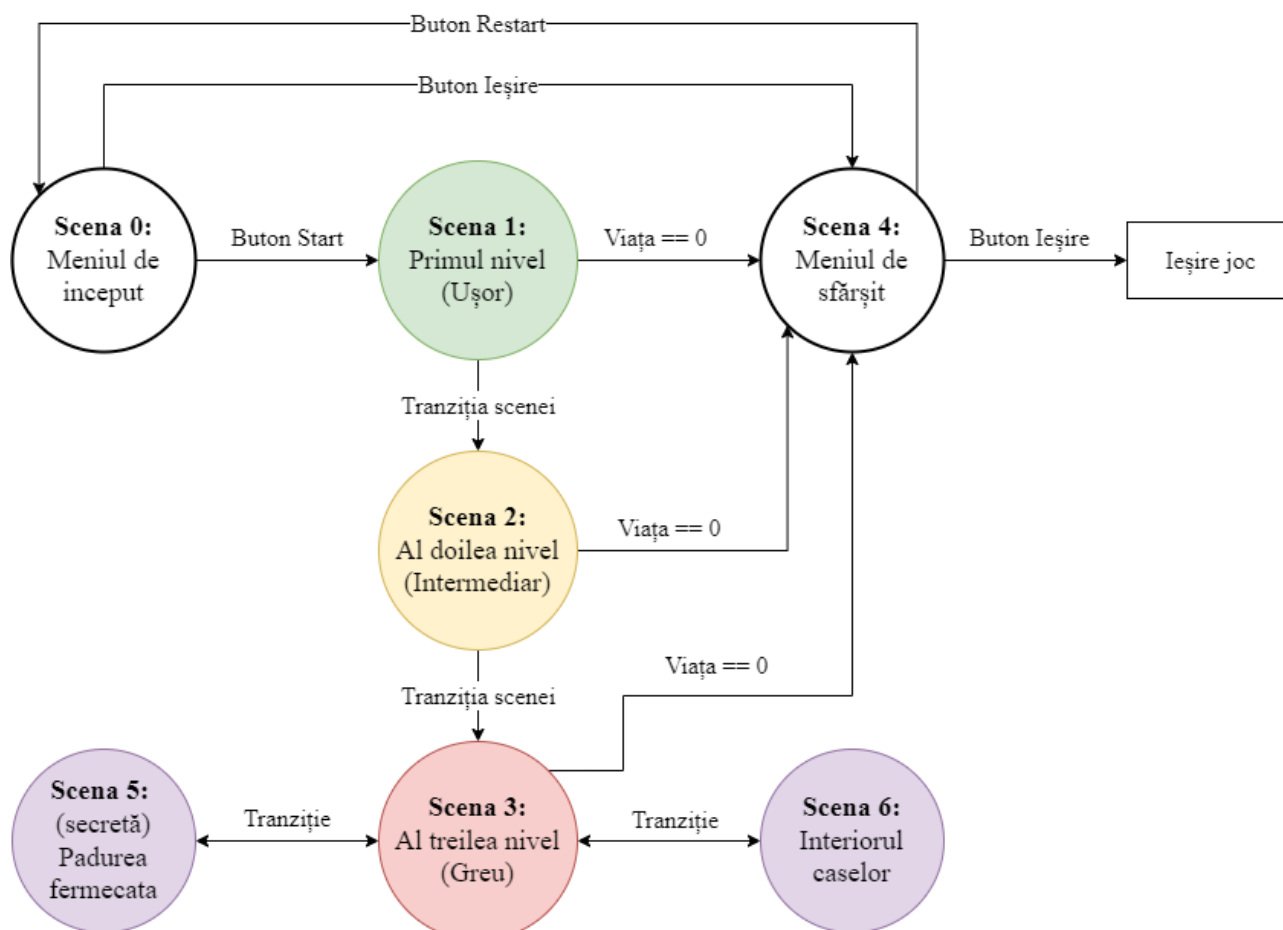 Buton Restart
Buton Ieșire
Scena 0:
Meniul de
inceput
Buton Start
Scena 1:
Primul nivel
(Ușor)
Viața == 0
Scena 4:
Meniul de
sfârșit
Buton Ieșire
Ieșire joc
Tranziția scenei
Scena 2:
Al doilea nivel
(Intermediar)
Viața == 0
Tranziția scenei
Viața == 0
Scena 5:
(secretă)
Padurea
fermecata
Tranziție
Scena 3:
Al treilea nivel
(Greu)
Tranziție
Scena 6:
Interiorul
caselor